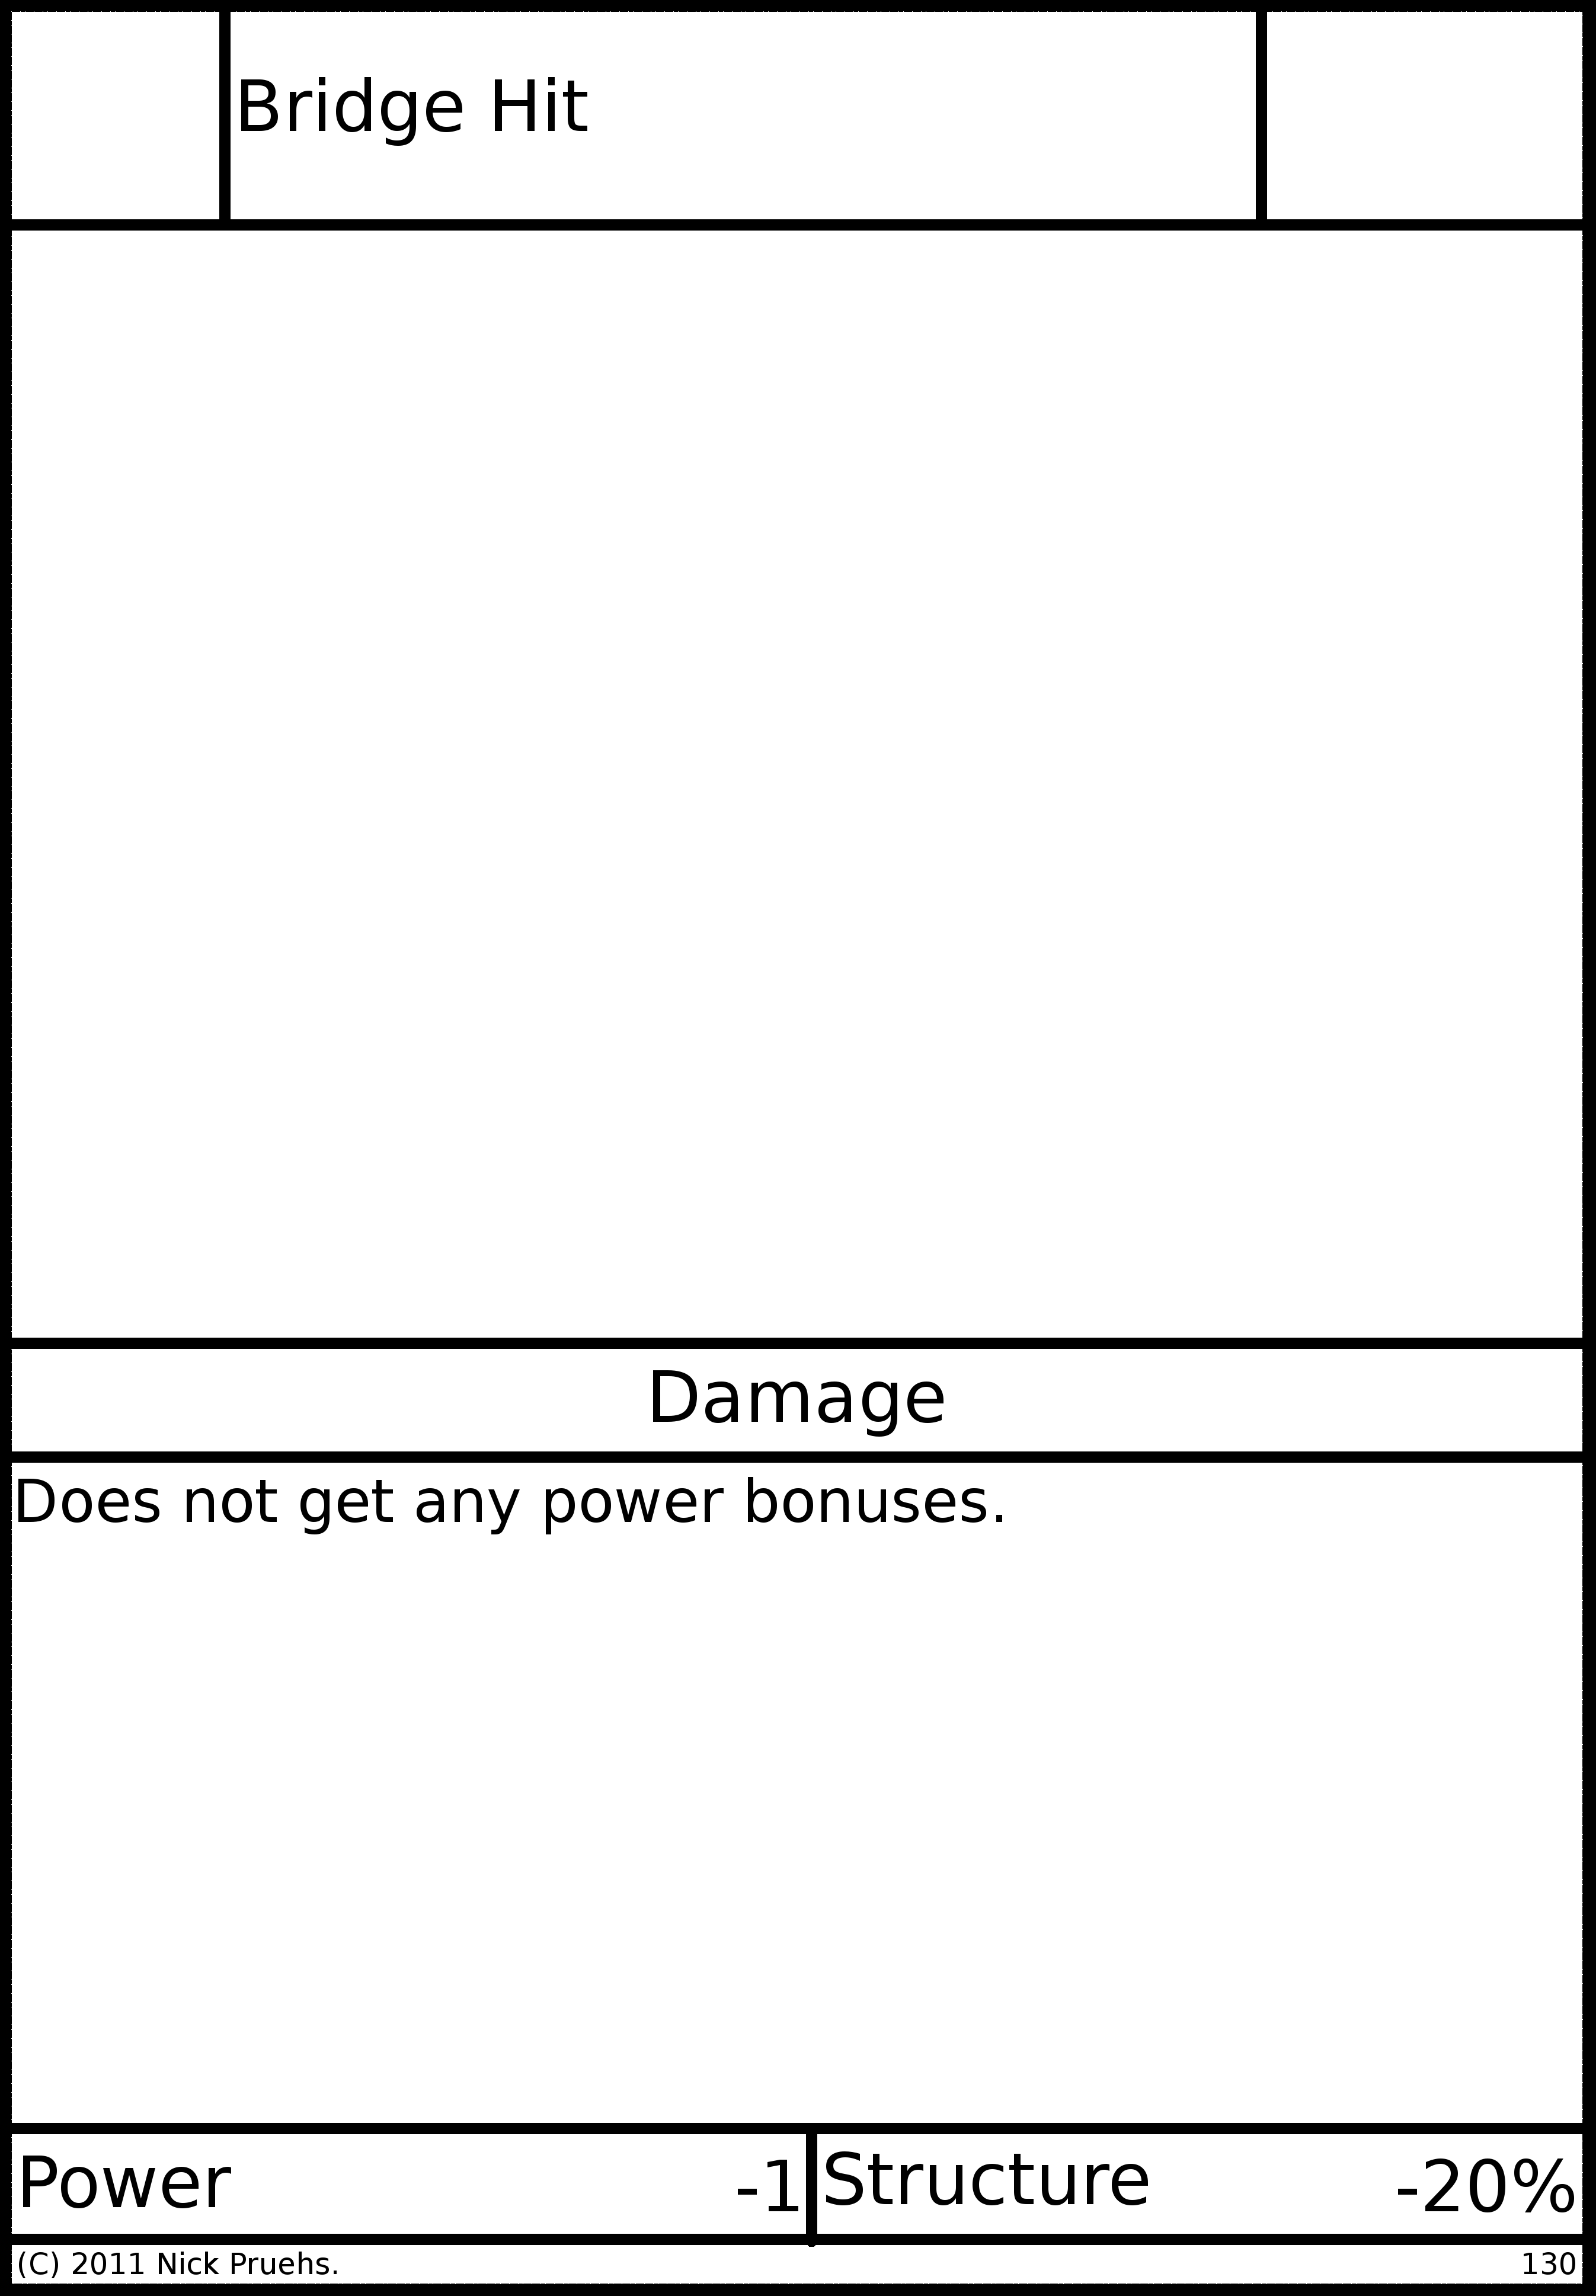 Bridge Hit
Damage
Does not get any power bonuses.
Power -1 Structure -20%
(C) 2011 Nick Pruehs. 130